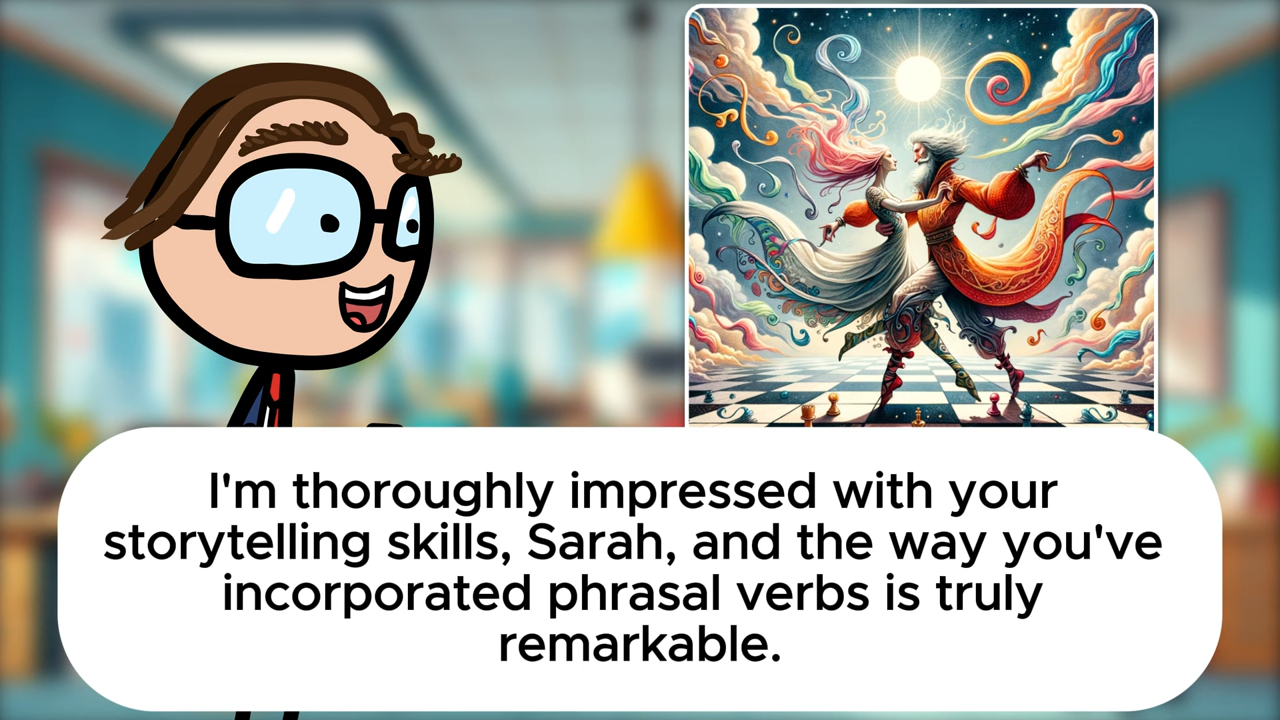 I'm thoroughly impressed with your
storytelling skills, Sarah, and the way you've
incorporated phrasal verbs is truly
remarkable.